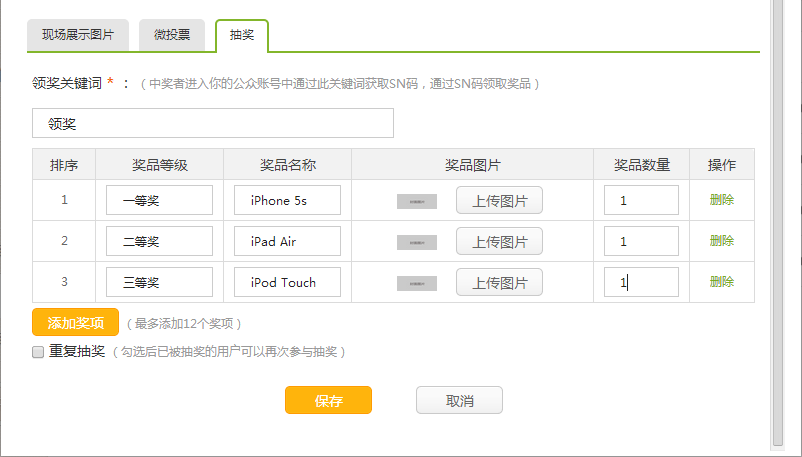 现场展示图片 微投票 抽奖
领奖关键词 * ：（中奖者进入你的公众账号中通过此关键词获取SN码，通过SN码领取奖品）
领奖
排序 奖品等级 奖品名称 奖品图片 奖品数量 操作
1 一等奖 iPhone 5s 上传图片 1 删除
2 二等奖 iPad Air 上传图片 1 删除
3 三等奖 iPod Touch 上传图片 1 删除
添加奖项 （最多添加12个奖项）
重复抽奖 （勾选后已被抽奖的用户可以再次参与抽奖）
保存 取消